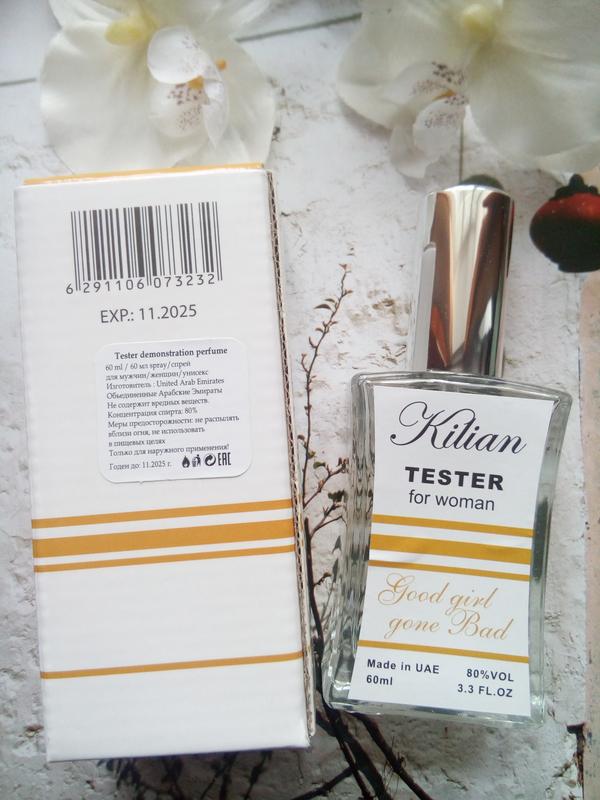 6 291106 073232
EXP.: 11.2025
Tester demonstration perfume
60 ml / 60 мл spray/спрей
для мужчин/женщин/унисекс
Изготовитель : United Arab Emirates
Объединенные Арабские Эмираты
Не содержит вредных веществ.
Концентрация спирта: 80%
Меры предосторожности: не распылять
вблизи огня, не использовать
в пищевых целях
Только для наружного применения!
Годен до: 11.2025 г. EAC
Kilian
TESTER
for woman
Good girl
gone Bad
Made in UAE 80%VOL
60ml 3.3 FL.OZ